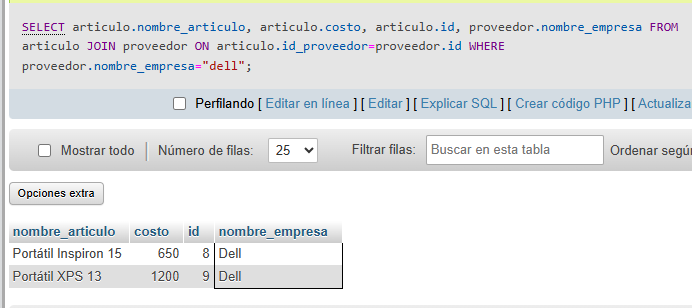 SELECT articulo.nombre_articulo, articulo.costo, articulo.id, proveedor.nombre_empresa FROM
articulo JOIN proveedor ON articulo.id_proveedor=proveedor.id WHERE
proveedor.nombre_empresa="dell";
Perfilando [ Editar en línea ] [ Editar ] [ Explicar SQL ] [ Crear código PHP ] [ Actualiza
Mostrar todo Número de filas: 25 Filtrar filas: Buscar en esta tabla Ordenar según
Opciones extra
nombre_articulo costo id nombre_empresa
Portátil Inspiron 15 650 8 Dell
Portátil XPS 13 1200 9 Dell